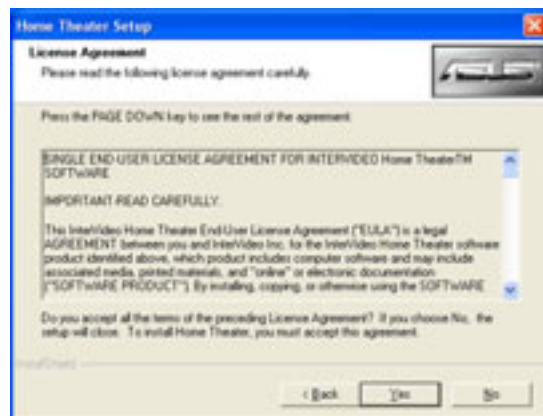 Home Theater Setup
License Agreement
Please read the following license agreement carefully.
ASUS
Press the PAGE DOWN key to see the rest of the agreement.
SINGLE END-USER LICENSE AGREEMENT FOR INTERVIDEO Home TheaterTM
SOFTWARE
IMPORTANT-READ CAREFULLY:
This InterVideo Home Theater End-User License Agreement ("EULA") is a legal
AGREEMENT between you and InterVideo Inc. for the InterVideo Home Theater software
product identified above, which product includes computer software and may include
associated media, printed materials, and "online" or electronic documentation
("SOFTWARE PRODUCT"). By installing, copying, or otherwise using the SOFTWARE
Do you accept all the terms of the preceding License Agreement? If you choose No, the
setup will close. To install Home Theater, you must accept this agreement.
InstallShield
< Back
Yes
No